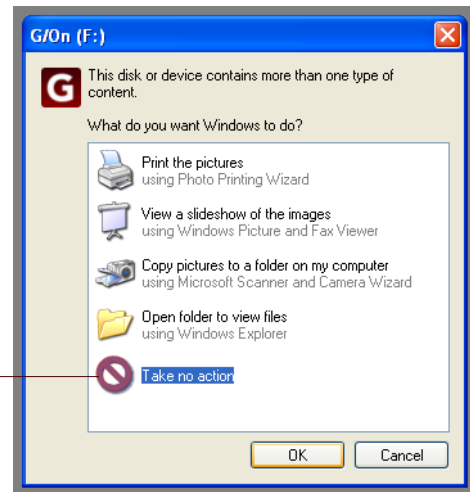 G/On (F:)
G
This disk or device contains more than one type of
content.
What do you want Windows to do?
Print the pictures
using Photo Printing Wizard
View a slideshow of the images
using Windows Picture and Fax Viewer
Copy pictures to a folder on my computer
using Microsoft Scanner and Camera Wizard
Open folder to view files
using Windows Explorer
Take no action
OK
Cancel